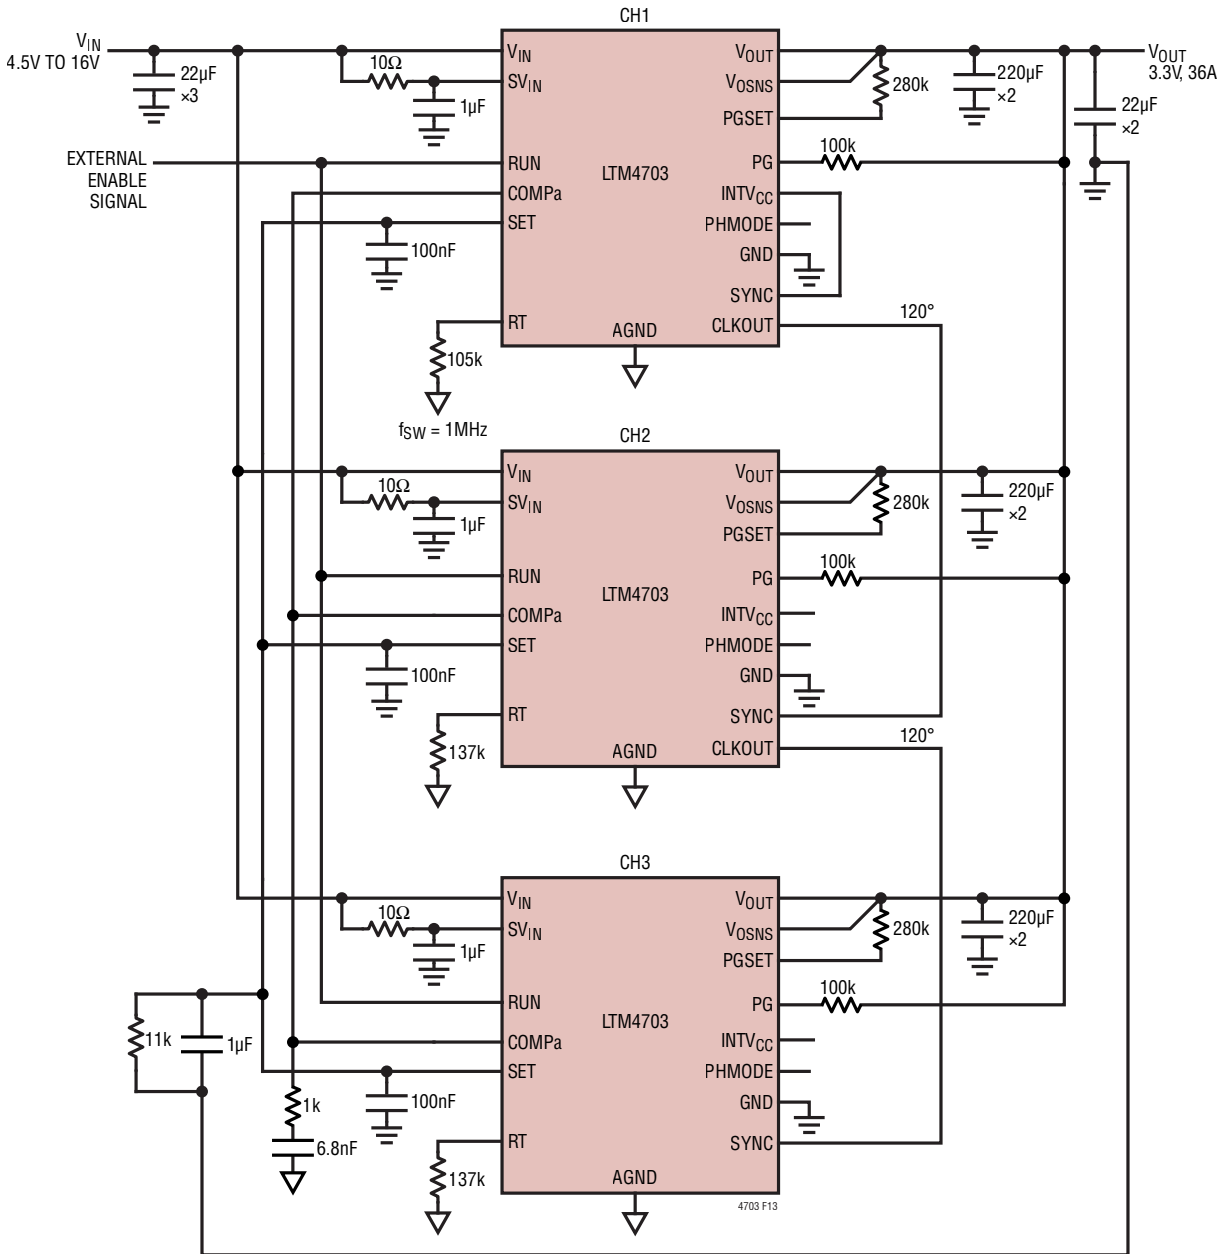 CH1
VIN
4.5V TO 16V
22µF
×3
10Ω
1µF
EXTERNAL
ENABLE
SIGNAL
100nF
105k
fSW = 1MHz
VIN
SVIN
RUN
COMPa
SET
RT
LTM4703
AGND
VOUT
VOSNS
PGSET
PG
INTVCC
PHMODE
GND
SYNC
CLKOUT
280k
100k
220µF
×2
22µF
×2
VOUT
3.3V, 36A
120°
CH2
10Ω
1µF
100nF
137k
VIN
SVIN
RUN
COMPa
SET
RT
LTM4703
AGND
VOUT
VOSNS
PGSET
PG
INTVCC
PHMODE
GND
SYNC
CLKOUT
280k
100k
220µF
×2
120°
CH3
10Ω
1µF
11k
1µF
1k
6.8nF
100nF
137k
VIN
SVIN
RUN
COMPa
SET
RT
LTM4703
AGND
VOUT
VOSNS
PGSET
PG
INTVCC
PHMODE
GND
SYNC
280k
100k
220µF
×2
4703 F13